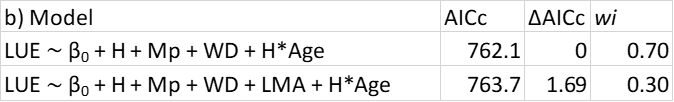 b) Model AICc ΔAICc wi
LUE ~ β₀ + H + Mp + WD + H*Age 762.1 0 0.70
LUE ~ β₀ + H + Mp + WD + LMA + H*Age 763.7 1.69 0.30